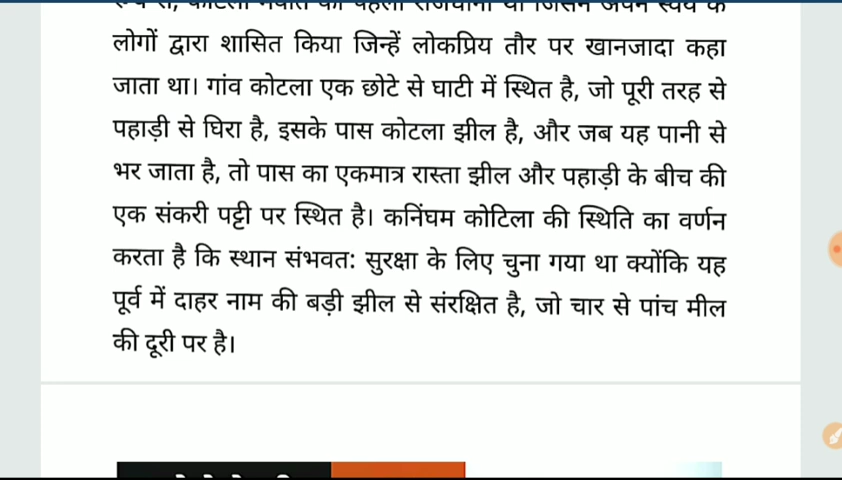 लोगों द्वारा शासित किया जिन्हें लोकप्रिय तौर पर खानजादा कहा
जाता था। गांव कोटला एक छोटे से घाटी में स्थित है, जो पूरी तरह से
पहाड़ी से घिरा है, इसके पास कोटला झील है, और जब यह पानी से
भर जाता है, तो पास का एकमात्र रास्ता झील और पहाड़ी के बीच की
एक संकरी पट्टी पर स्थित है। कनिंघम कोटिला की स्थिति का वर्णन
करता है कि स्थान संभवत: सुरक्षा के लिए चुना गया था क्योंकि यह
पूर्व में दाहर नाम की बड़ी झील से संरक्षित है, जो चार से पांच मील
की दूरी पर है।